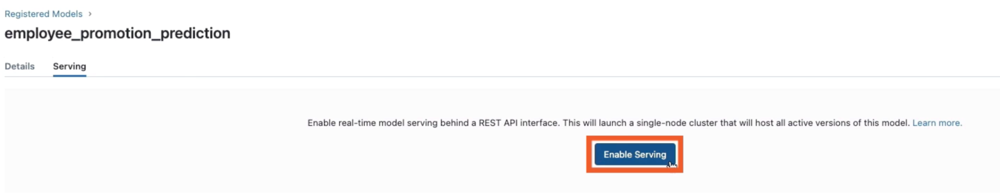 Registered Models >
employee_promotion_prediction
Details Serving
Enable real-time model serving behind a REST API interface. This will launch a single-node cluster that will host all active versions of this model. Learn more.
Enable Serving